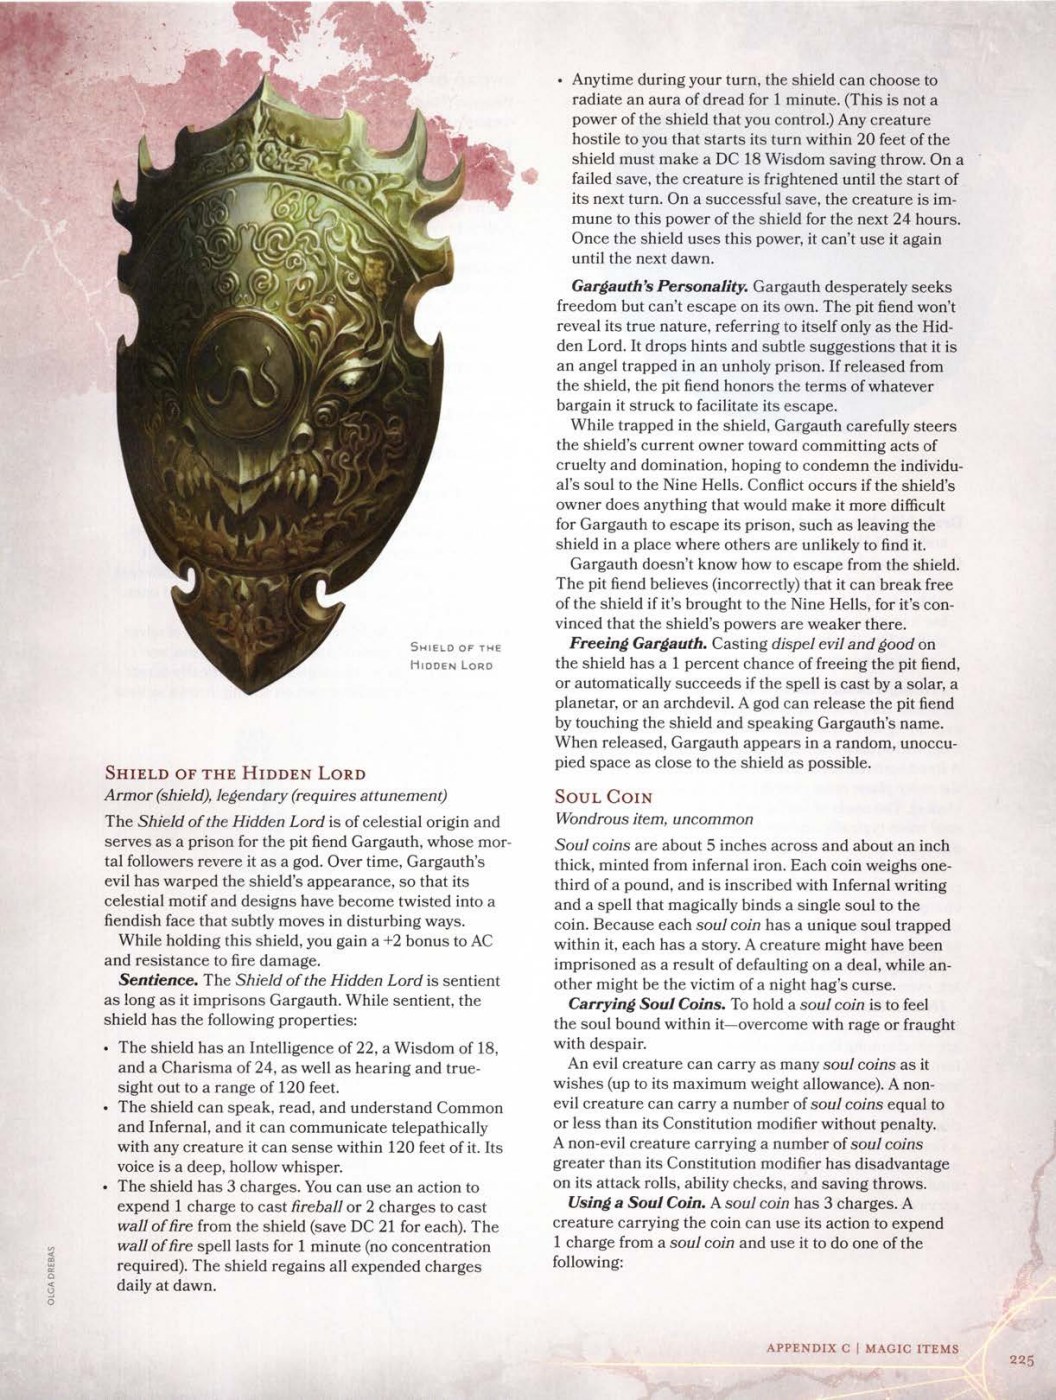 SHIELD OF THE
HIDDEN LORD
SHIELD OF THE HIDDEN LORD
Armor (shield), legendary (requires attunement)
The Shield of the Hidden Lord is of celestial origin and
serves as a prison for the pit fiend Gargauth, whose mor-
tal followers revere it as a god. Over time, Gargauth's
evil has warped the shield's appearance, so that its
celestial motif and designs have become twisted into a
fiendish face that subtly moves in disturbing ways.
While holding this shield, you gain a +2 bonus to AC
and resistance to fire damage.
Sentience. The Shield of the Hidden Lord is sentient
as long as it imprisons Gargauth. While sentient, the
shield has the following properties:
• The shield has an Intelligence of 22, a Wisdom of 18,
and a Charisma of 24, as well as hearing and true-
sight out to a range of 120 feet.
• The shield can speak, read, and understand Common
and Infernal, and it can communicate telepathically
with any creature it can sense within 120 feet of it. Its
voice is a deep, hollow whisper.
• The shield has 3 charges. You can use an action to
expend 1 charge to cast fireball or 2 charges to cast
wall of fire from the shield (save DC 21 for each). The
wall of fire spell lasts for 1 minute (no concentration
required). The shield regains all expended charges
daily at dawn.
• Anytime during your turn, the shield can choose to
radiate an aura of dread for 1 minute. (This is not a
power of the shield that you control.) Any creature
hostile to you that starts its turn within 20 feet of the
shield must make a DC 18 Wisdom saving throw. On a
failed save, the creature is frightened until the start of
its next turn. On a successful save, the creature is im-
mune to this power of the shield for the next 24 hours.
Once the shield uses this power, it can't use it again
until the next dawn.
Gargauth's Personality. Gargauth desperately seeks
freedom but can't escape on its own. The pit fiend won't
reveal its true nature, referring to itself only as the Hid-
den Lord. It drops hints and subtle suggestions that it is
an angel trapped in an unholy prison. If released from
the shield, the pit fiend honors the terms of whatever
bargain it struck to facilitate its escape.
While trapped in the shield, Gargauth carefully steers
the shield's current owner toward committing acts of
cruelty and domination, hoping to condemn the individu-
al's soul to the Nine Hells. Conflict occurs if the shield's
owner does anything that would make it more difficult
for Gargauth to escape its prison, such as leaving the
shield in a place where others are unlikely to find it.
Gargauth doesn't know how to escape from the shield.
The pit fiend believes (incorrectly) that it can break free
of the shield if it's brought to the Nine Hells, for it's con-
vinced that the shield's powers are weaker there.
Freeing Gargauth. Casting dispel evil and good on
the shield has a 1 percent chance of freeing the pit fiend,
or automatically succeeds if the spell is cast by a solar, a
planetar, or an archdevil. A god can release the pit fiend
by touching the shield and speaking Gargauth's name.
When released, Gargauth appears in a random, unoccu-
pied space as close to the shield as possible.
SOUL COIN
Wondrous item, uncommon
Soul coins are about 5 inches across and about an inch
thick, minted from infernal iron. Each coin weighs one-
third of a pound, and is inscribed with Infernal writing
and a spell that magically binds a single soul to the
coin. Because each soul coin has a unique soul trapped
within it, each has a story. A creature might have been
imprisoned as a result of defaulting on a deal, while an-
other might be the victim of a night hag's curse.
Carrying Soul Coins. To hold a soul coin is to feel
the soul bound within it—overcome with rage or fraught
with despair.
An evil creature can carry as many soul coins as it
wishes (up to its maximum weight allowance). A non-
evil creature can carry a number of soul coins equal to
or less than its Constitution modifier without penalty.
A non-evil creature carrying a number of soul coins
greater than its Constitution modifier has disadvantage
on its attack rolls, ability checks, and saving throws.
Using a Soul Coin. A soul coin has 3 charges. A
creature carrying the coin can use its action to expend
1 charge from a soul coin and use it to do one of the
following:
OLGA DREBAS
APPENDIX C | MAGIC ITEMS
225